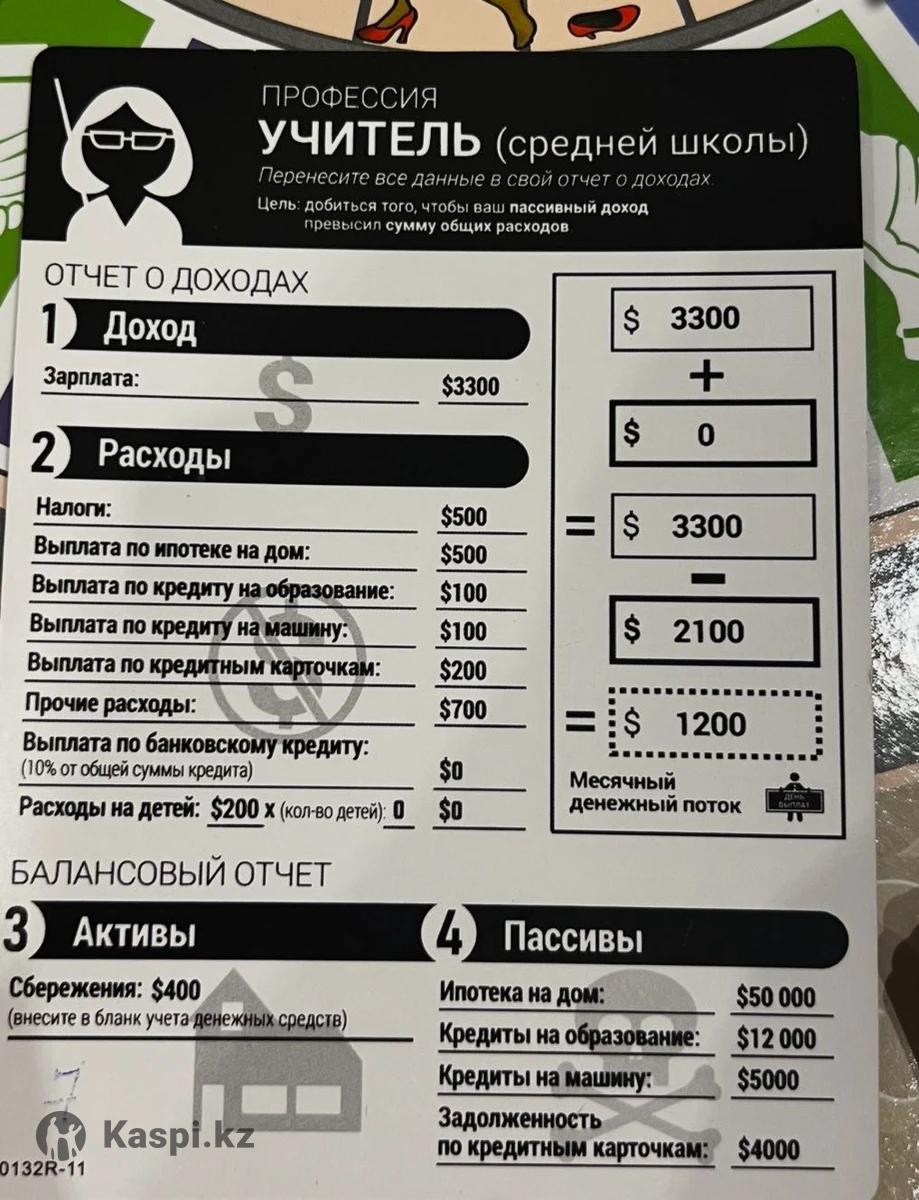 ПРОФЕССИЯ
УЧИТЕЛЬ (средней школы)
Перенесите все данные в свой отчет о доходах.
Цель: добиться того, чтобы ваш пассивный доход
превысил сумму общих расходов
ОТЧЕТ О ДОХОДАХ
1) Доход
Зарплата: $3300
2) Расходы
Налоги: $500
Выплата по ипотеке на дом: $500
Выплата по кредиту на образование: $100
Выплата по кредиту на машину: $100
Выплата по кредитным карточкам: $200
Прочие расходы: $700
Выплата по банковскому кредиту:
(10% от общей суммы кредита) $0
Расходы на детей: $200 x (кол-во детей): 0 $0
$ 3300
+
$ 0
= $ 3300
−
$ 2100
= $ 1200
Месячный
денежный поток
ДЕНЬ
ВЫПЛАТ
БАЛАНСОВЫЙ ОТЧЕТ
3) Активы
Сбережения: $400
(внесите в бланк учета денежных средств)
4) Пассивы
Ипотека на дом: $50 000
Кредиты на образование: $12 000
Кредиты на машину: $5000
Задолженность
по кредитным карточкам: $4000
7
Kaspi.kz
0132R-11